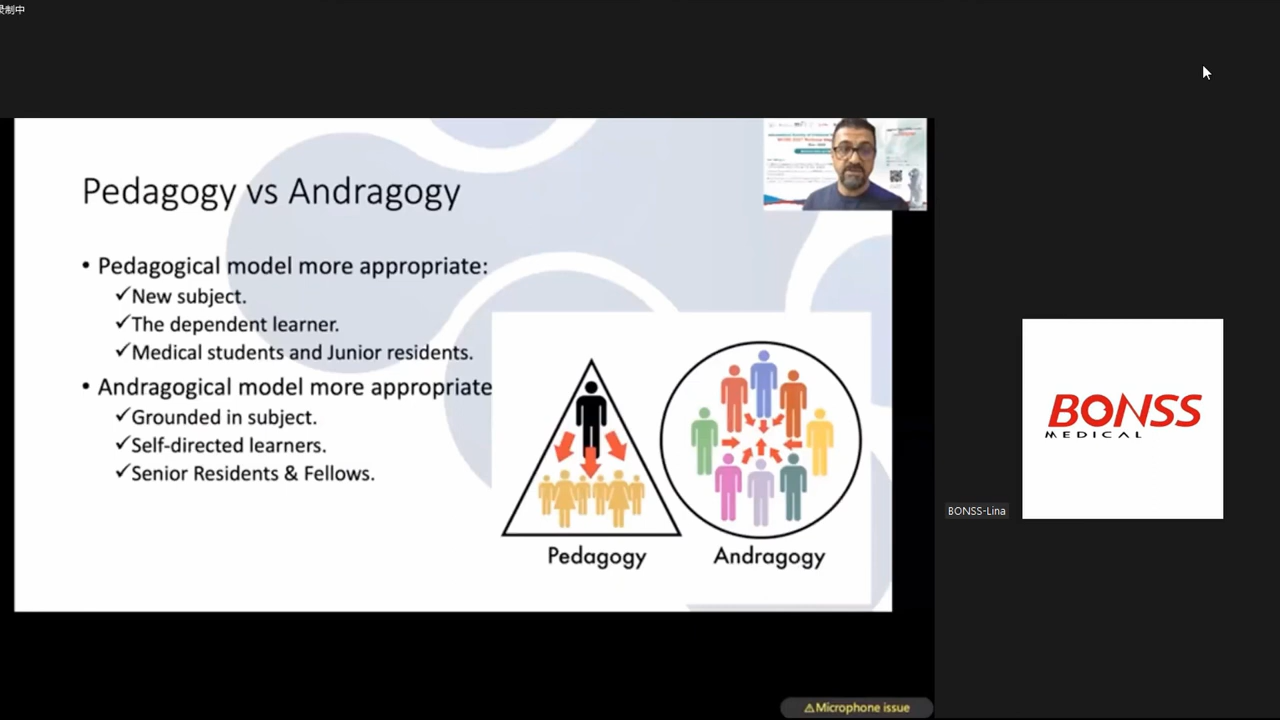 录制中
Pedagogy vs Andragogy
• Pedagogical model more appropriate:
✓New subject.
✓The dependent learner.
✓Medical students and Junior residents.
• Andragogical model more appropriate
✓Grounded in subject.
✓Self-directed learners.
✓Senior Residents & Fellows.
Pedagogy
Andragogy
BONSS
MEDICAL
BONSS-Lina
⚠Microphone issue